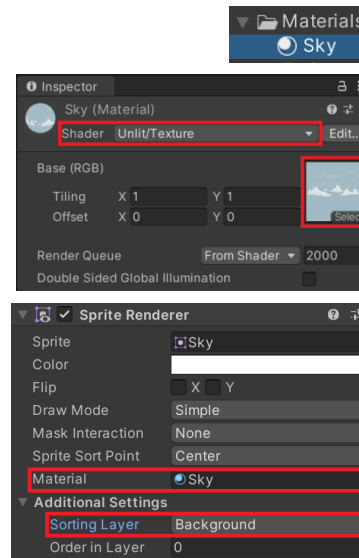 Materials
Sky
Inspector
Sky (Material)
Shader Unlit/Texture Edit...
Base (RGB)
Tiling X 1 Y 1
Offset X 0 Y 0
Selec
Render Queue From Shader 2000
Double Sided Global Illumination
Sprite Renderer
Sprite Sky
Color
Flip X Y
Draw Mode Simple
Mask Interaction None
Sprite Sort Point Center
Material Sky
Additional Settings
Sorting Layer Background
Order in Layer 0